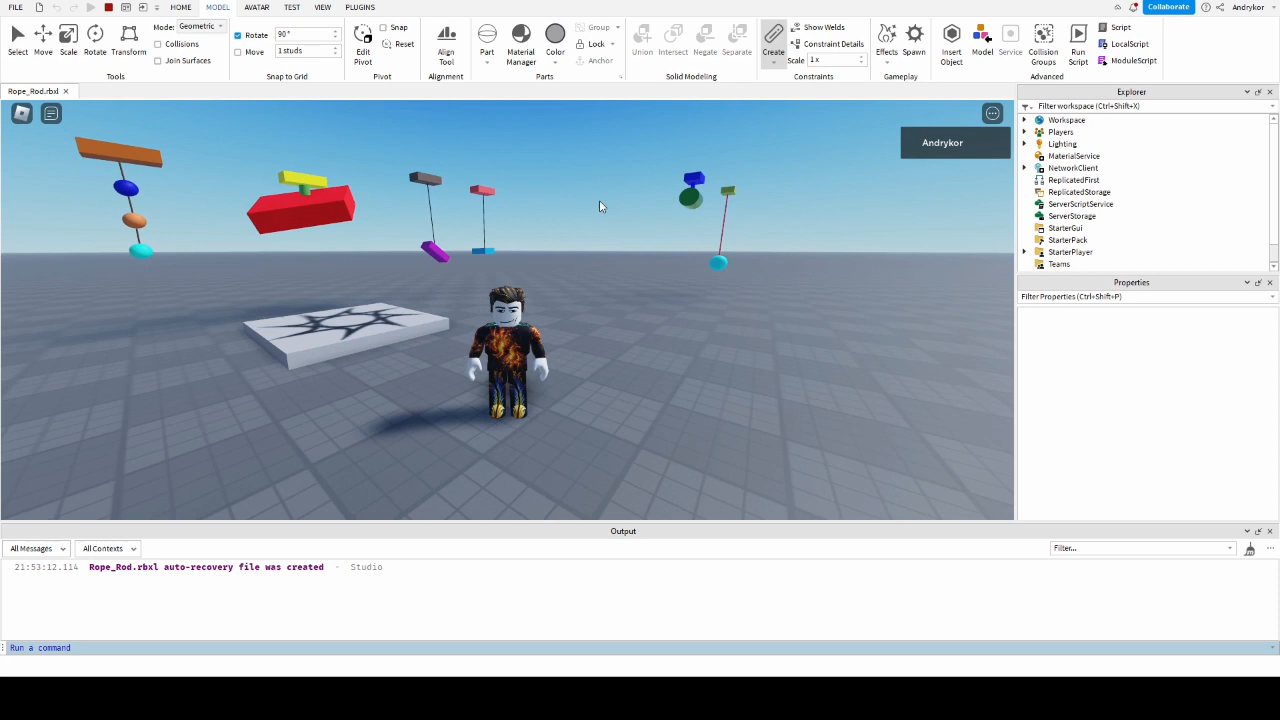 FILE HOME MODEL AVATAR TEST VIEW PLUGINS Collaborate Andrykor
Mode: Geometric Rotate 90° Snap Show Welds Group Script
Collisions Move 1 studs Reset Constraint Details Lock LocalScript
Join Surfaces Scale 1 x Anchor ModuleScript
Select Move Scale Rotate Transform Edit Pivot Align Tool Part Material Manager Color Union Intersect Negate Separate Create Effects Spawn Insert Object Model Service Collision Groups Run Script
Tools Snap to Grid Pivot Alignment Parts Solid Modeling Constraints Gameplay Advanced
Rope_Rod.rbxl
Andrykor
Explorer
Filter workspace (Ctrl+Shift+X)
Workspace
Players
Lighting
MaterialService
NetworkClient
ReplicatedFirst
ReplicatedStorage
ServerScriptService
ServerStorage
StarterGui
StarterPack
StarterPlayer
Teams
Properties
Filter Properties (Ctrl+Shift+P)
Output
All Messages All Contexts Filter...
21:53:12.114 Rope_Rod.rbxl auto-recovery file was created - Studio
Run a command